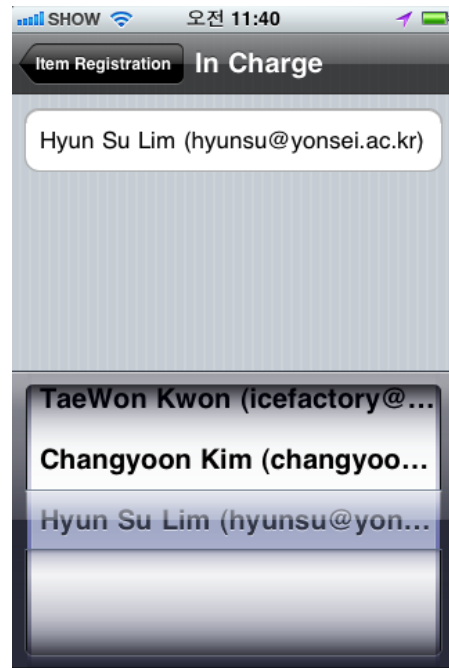 SHOW 오전 11:40
Item Registration In Charge
Hyun Su Lim (hyunsu@yonsei.ac.kr)
TaeWon Kwon (icefactory@...
Changyoon Kim (changyoo...
Hyun Su Lim (hyunsu@yon...